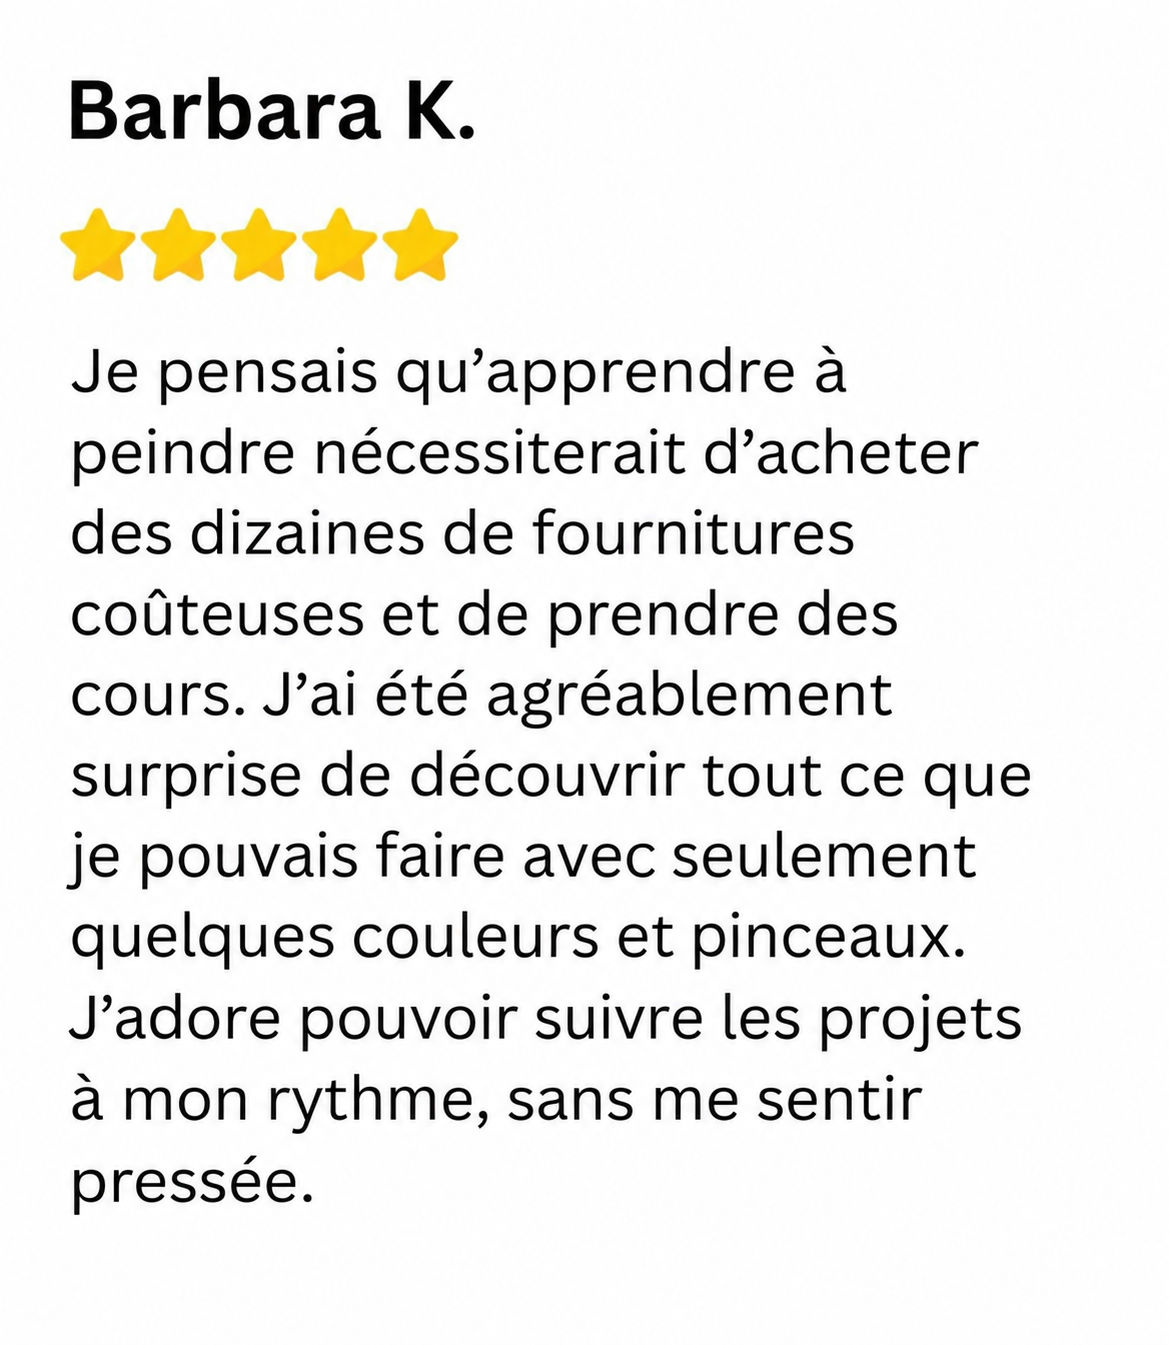 Barbara K.
Je pensais qu’apprendre à
peindre nécessiterait d’acheter
des dizaines de fournitures
coûteuses et de prendre des
cours. J’ai été agréablement
surprise de découvrir tout ce que
je pouvais faire avec seulement
quelques couleurs et pinceaux.
J’adore pouvoir suivre les projets
à mon rythme, sans me sentir
pressée.